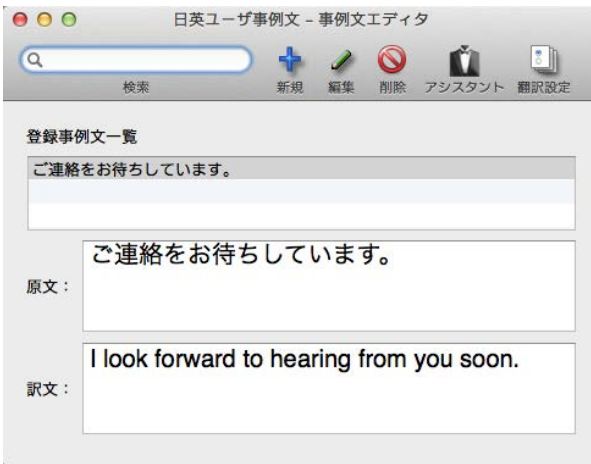 日英ユーザ事例文 – 事例文エディタ
検索
新規
編集
削除
アシスタント
翻訳設定
登録事例文一覧
ご連絡をお待ちしています。
原文：
ご連絡をお待ちしています。
訳文：
I look forward to hearing from you soon.